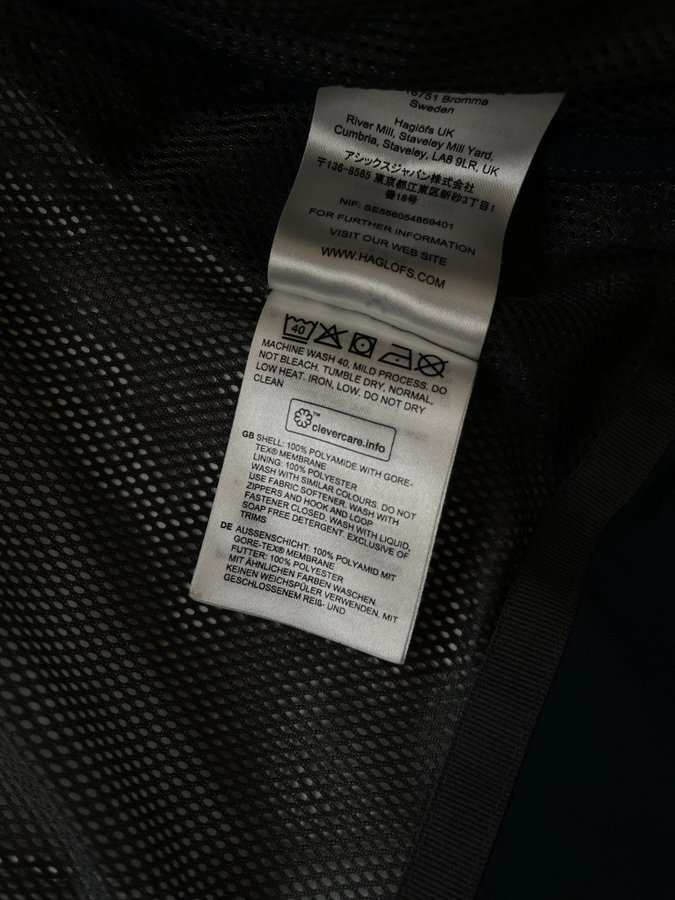 16751 Bromma
Sweden
Haglöfs UK
River Mill, Staveley Mill Yard,
Cumbria, Staveley, LA8 9LR, UK
アシックスジャパン株式会社
〒136-8585 東京都江東区新砂3丁目1
番18号
NIF: SE556054869401
FOR FURTHER INFORMATION
VISIT OUR WEB SITE
WWW.HAGLOFS.COM
40
MACHINE WASH 40, MILD PROCESS. DO
NOT BLEACH. TUMBLE DRY, NORMAL,
LOW HEAT. IRON, LOW. DO NOT DRY
CLEAN
™
clevercare.info
GB SHELL: 100% POLYAMIDE WITH GORE-
TEX® MEMBRANE
LINING: 100% POLYESTER
WASH WITH SIMILAR COLOURS. DO NOT
USE FABRIC SOFTENER. WASH WITH
ZIPPERS AND HOOK AND LOOP
FASTENER CLOSED. WASH WITH LIQUID,
SOAP FREE DETERGENT. EXCLUSIVE OF
TRIMS
DE AUSSENSCHICHT: 100% POLYAMID MIT
GORE-TEX® MEMBRANE
FUTTER: 100% POLYESTER
MIT ÄHNLICHEN FARBEN WASCHEN.
KEINEN WEICHSPÜLER VERWENDEN. MIT
GESCHLOSSENEM REIß- UND